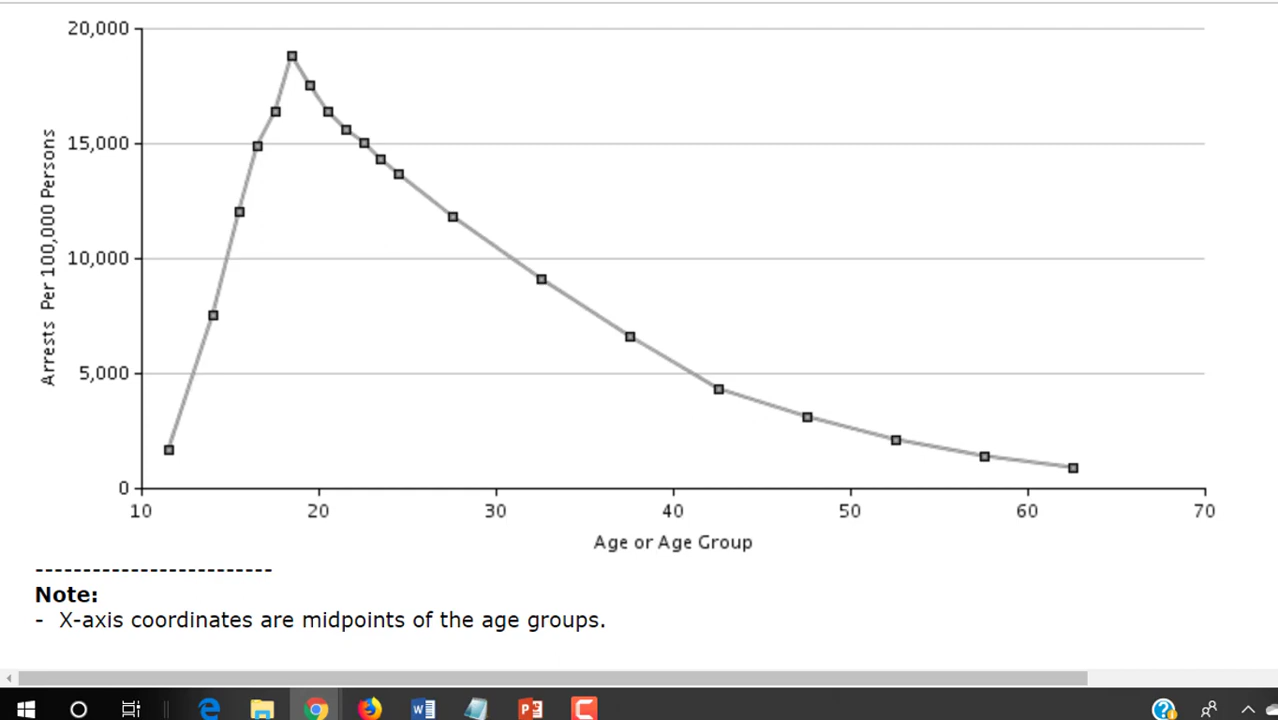 20,000
15,000
10,000
5,000
0
Arrests Per 100,000 Persons
10 20 30 40 50 60 70
Age or Age Group
------------------------
Note:
- X-axis coordinates are midpoints of the age groups.